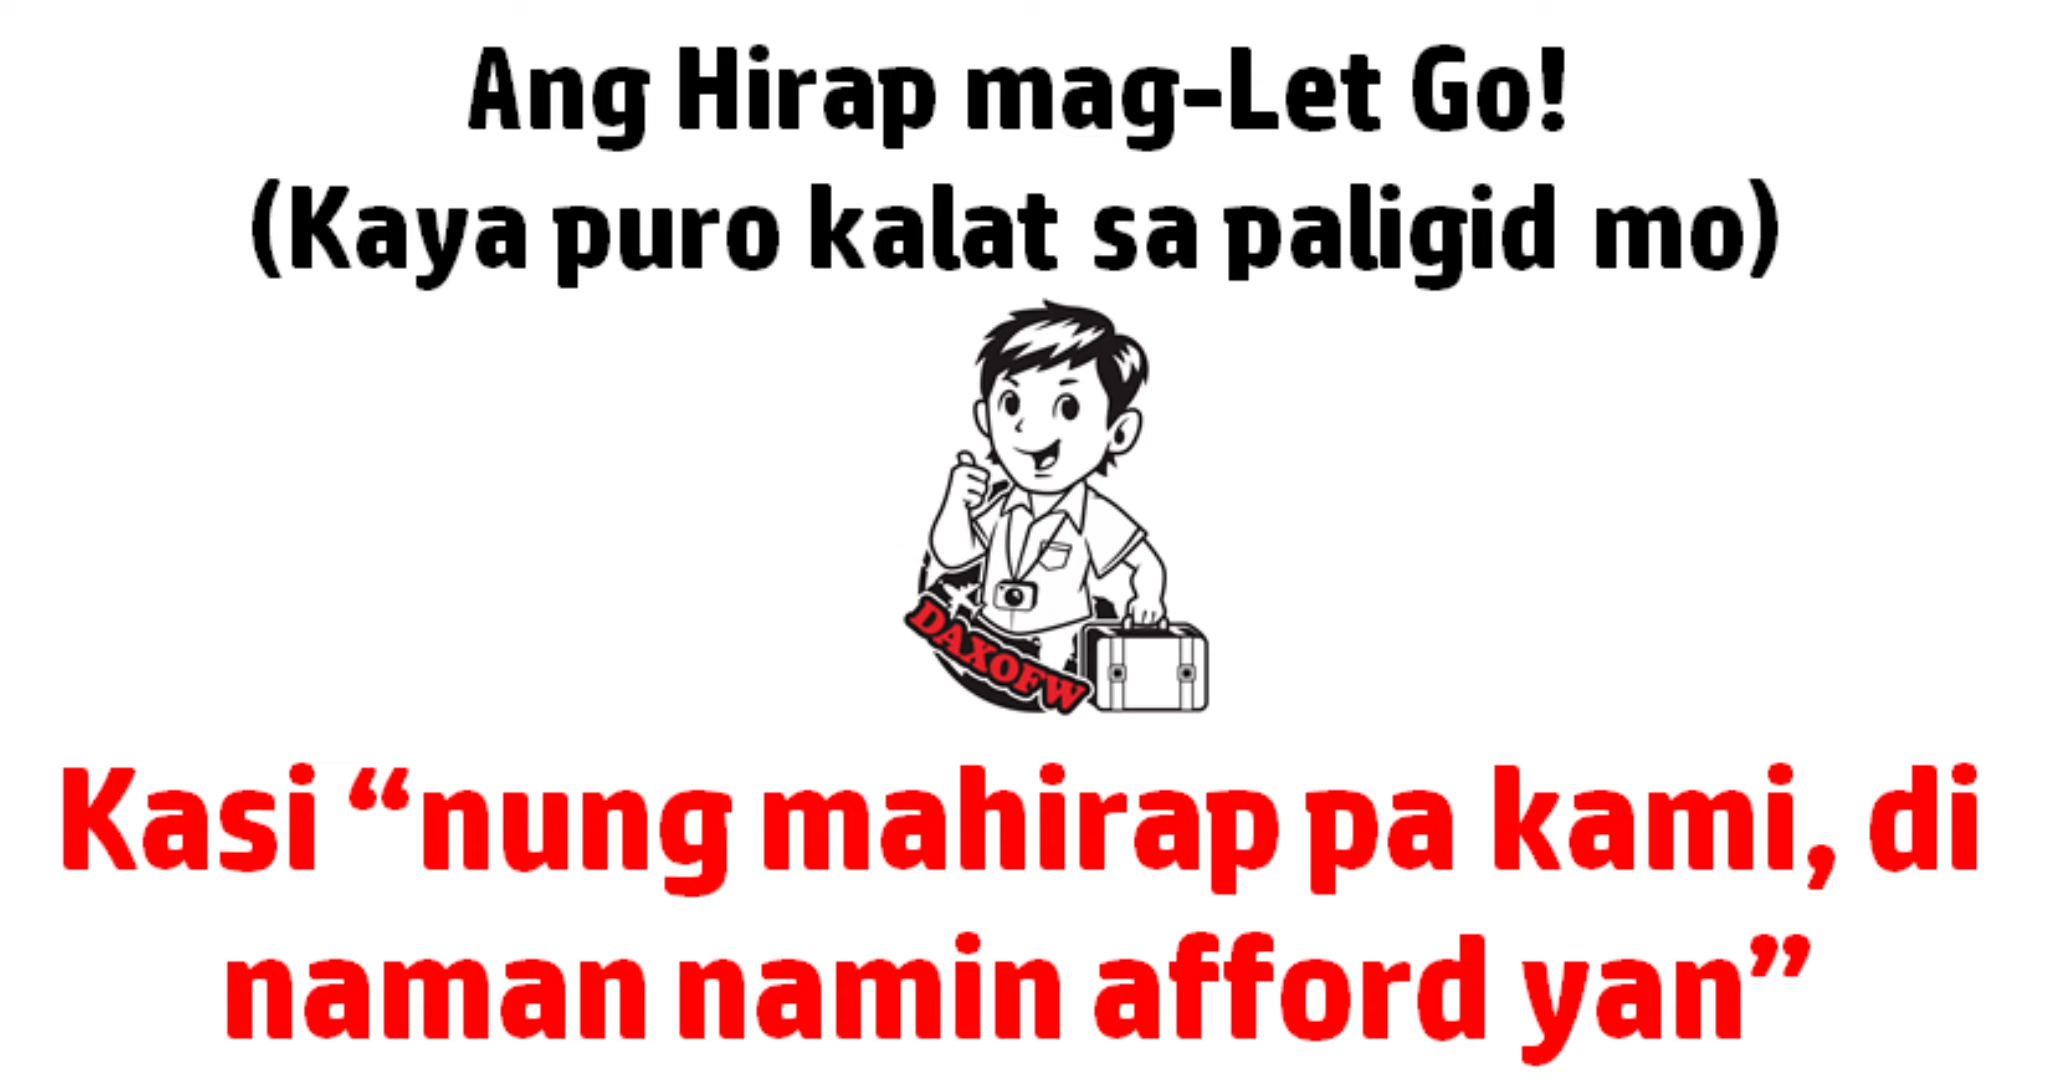 Ang Hirap mag-Let Go!
(Kaya puro kalat sa paligid mo)
DAXOFW
Kasi “nung mahirap pa kami, di
naman namin afford yan”